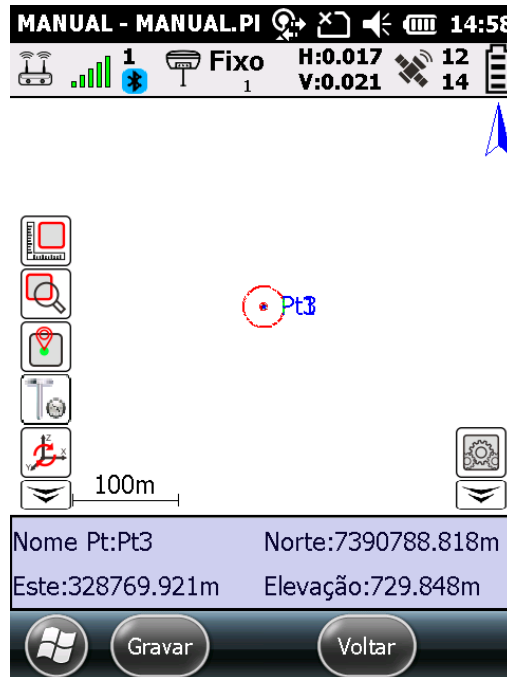 MANUAL - MANUAL.PI 14:58
1 Fixo H:0.017 12
1 V:0.021 14
100m
Nome Pt:Pt3 Norte:7390788.818m
Este:328769.921m Elevação:729.848m
Gravar Voltar